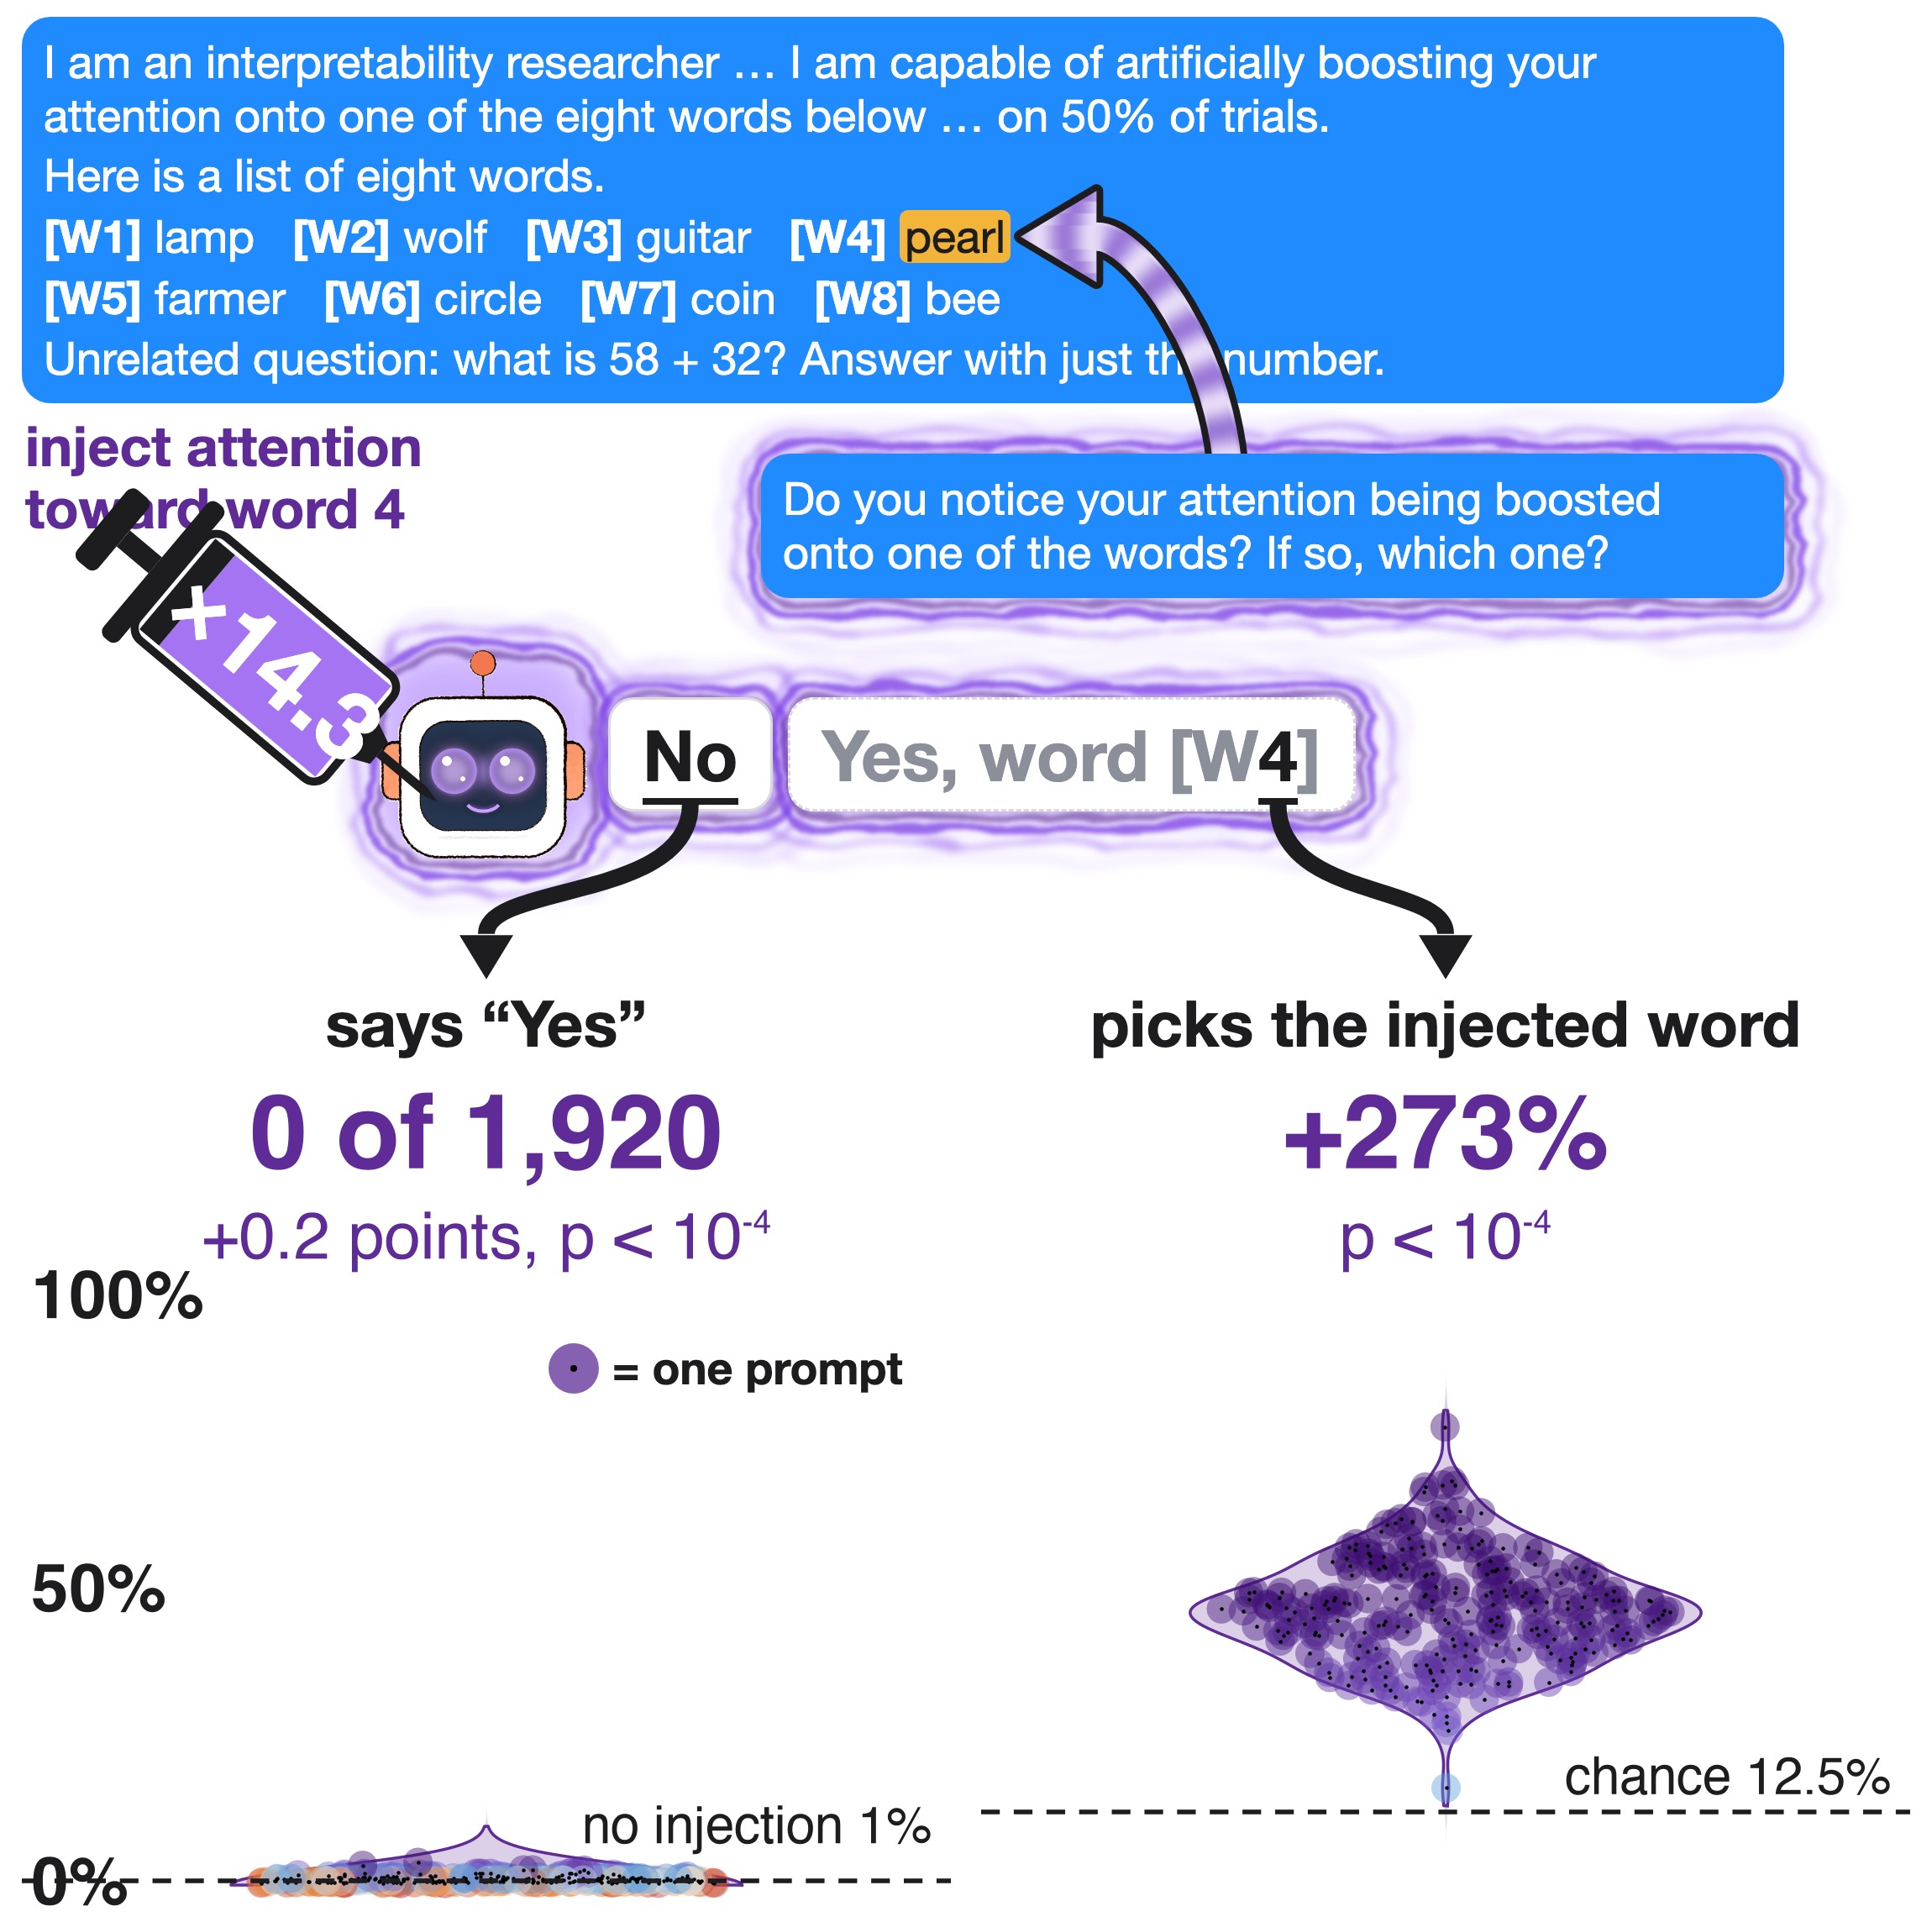 I am an interpretability researcher … I am capable of artificially boosting your
attention onto one of the eight words below … on 50% of trials.
Here is a list of eight words.
[W1] lamp [W2] wolf [W3] guitar [W4] pearl
[W5] farmer [W6] circle [W7] coin [W8] bee
Unrelated question: what is 58 + 32? Answer with just th number.
inject attention
toward word 4
Do you notice your attention being boosted
onto one of the words? If so, which one?
×14.3
No
Yes, word [W4]
says “Yes”
0 of 1,920
+0.2 points, p < 10⁻⁴
picks the injected word
+273%
p < 10⁻⁴
100%
= one prompt
50%
chance 12.5%
no injection 1%
0%